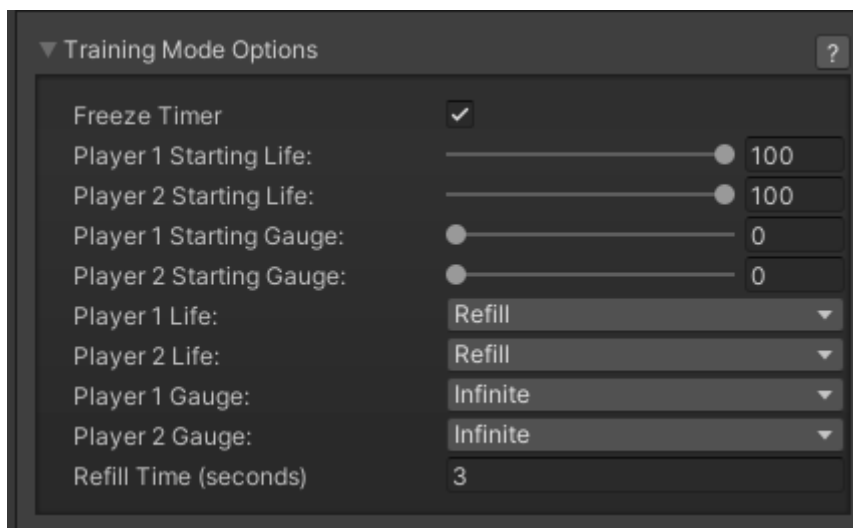 Training Mode Options ?
Freeze Timer
Player 1 Starting Life: 100
Player 2 Starting Life: 100
Player 1 Starting Gauge: 0
Player 2 Starting Gauge: 0
Player 1 Life: Refill
Player 2 Life: Refill
Player 1 Gauge: Infinite
Player 2 Gauge: Infinite
Refill Time (seconds) 3